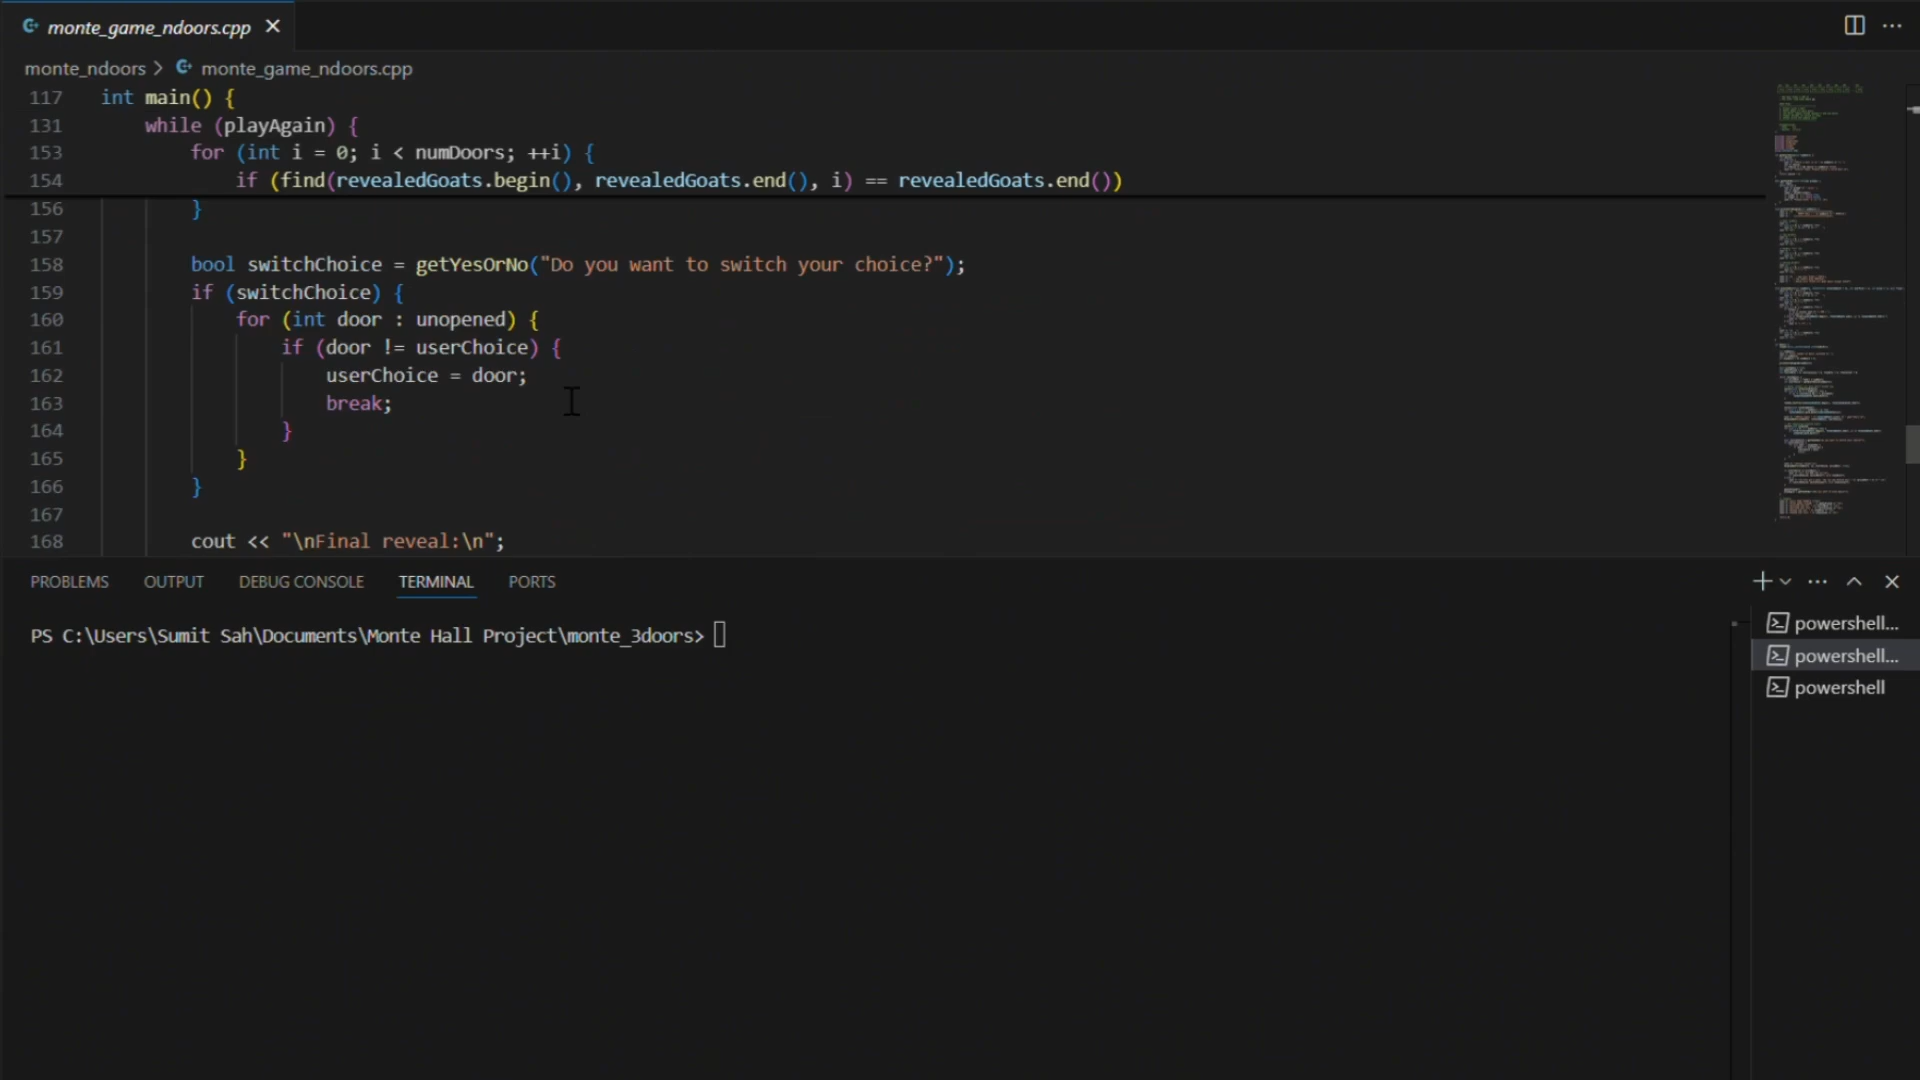 monte_game_ndoors.cpp
monte_ndoors > monte_game_ndoors.cpp
117 int main() {
131 while (playAgain) {
153 for (int i = 0; i < numDoors; ++i) {
154 if (find(revealedGoats.begin(), revealedGoats.end(), i) == revealedGoats.end())
156 }
157
158 bool switchChoice = getYesOrNo("Do you want to switch your choice?");
159 if (switchChoice) {
160 for (int door : unopened) {
161 if (door != userChoice) {
162 userChoice = door;
163 break;
164 }
165 }
166 }
167
168 cout << "\nFinal reveal:\n";
PROBLEMS OUTPUT DEBUG CONSOLE TERMINAL PORTS
PS C:\Users\Sumit Sah\Documents\Monte Hall Project\monte_3doors>
powershell...
powershell...
powershell